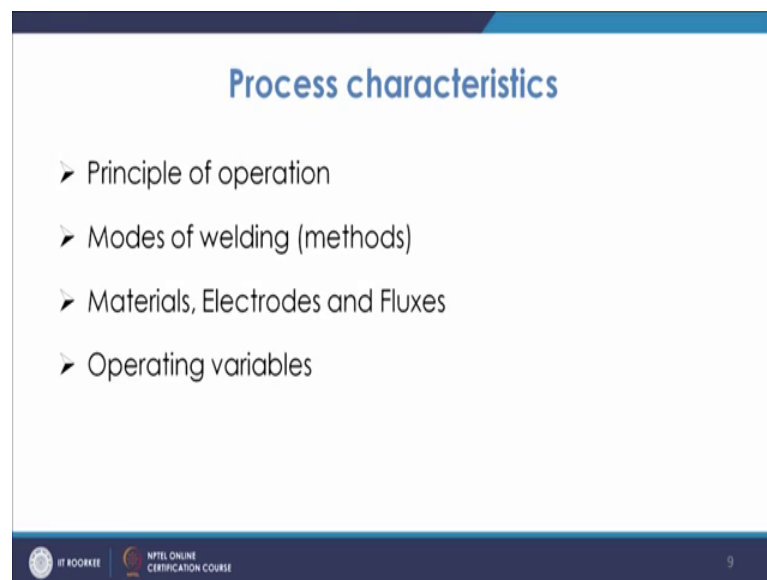 Process characteristics
Principle of operation
Modes of welding (methods)
Materials, Electrodes and Fluxes
Operating variables
IIT ROORKEE
NPTEL ONLINE
CERTIFICATION COURSE
9